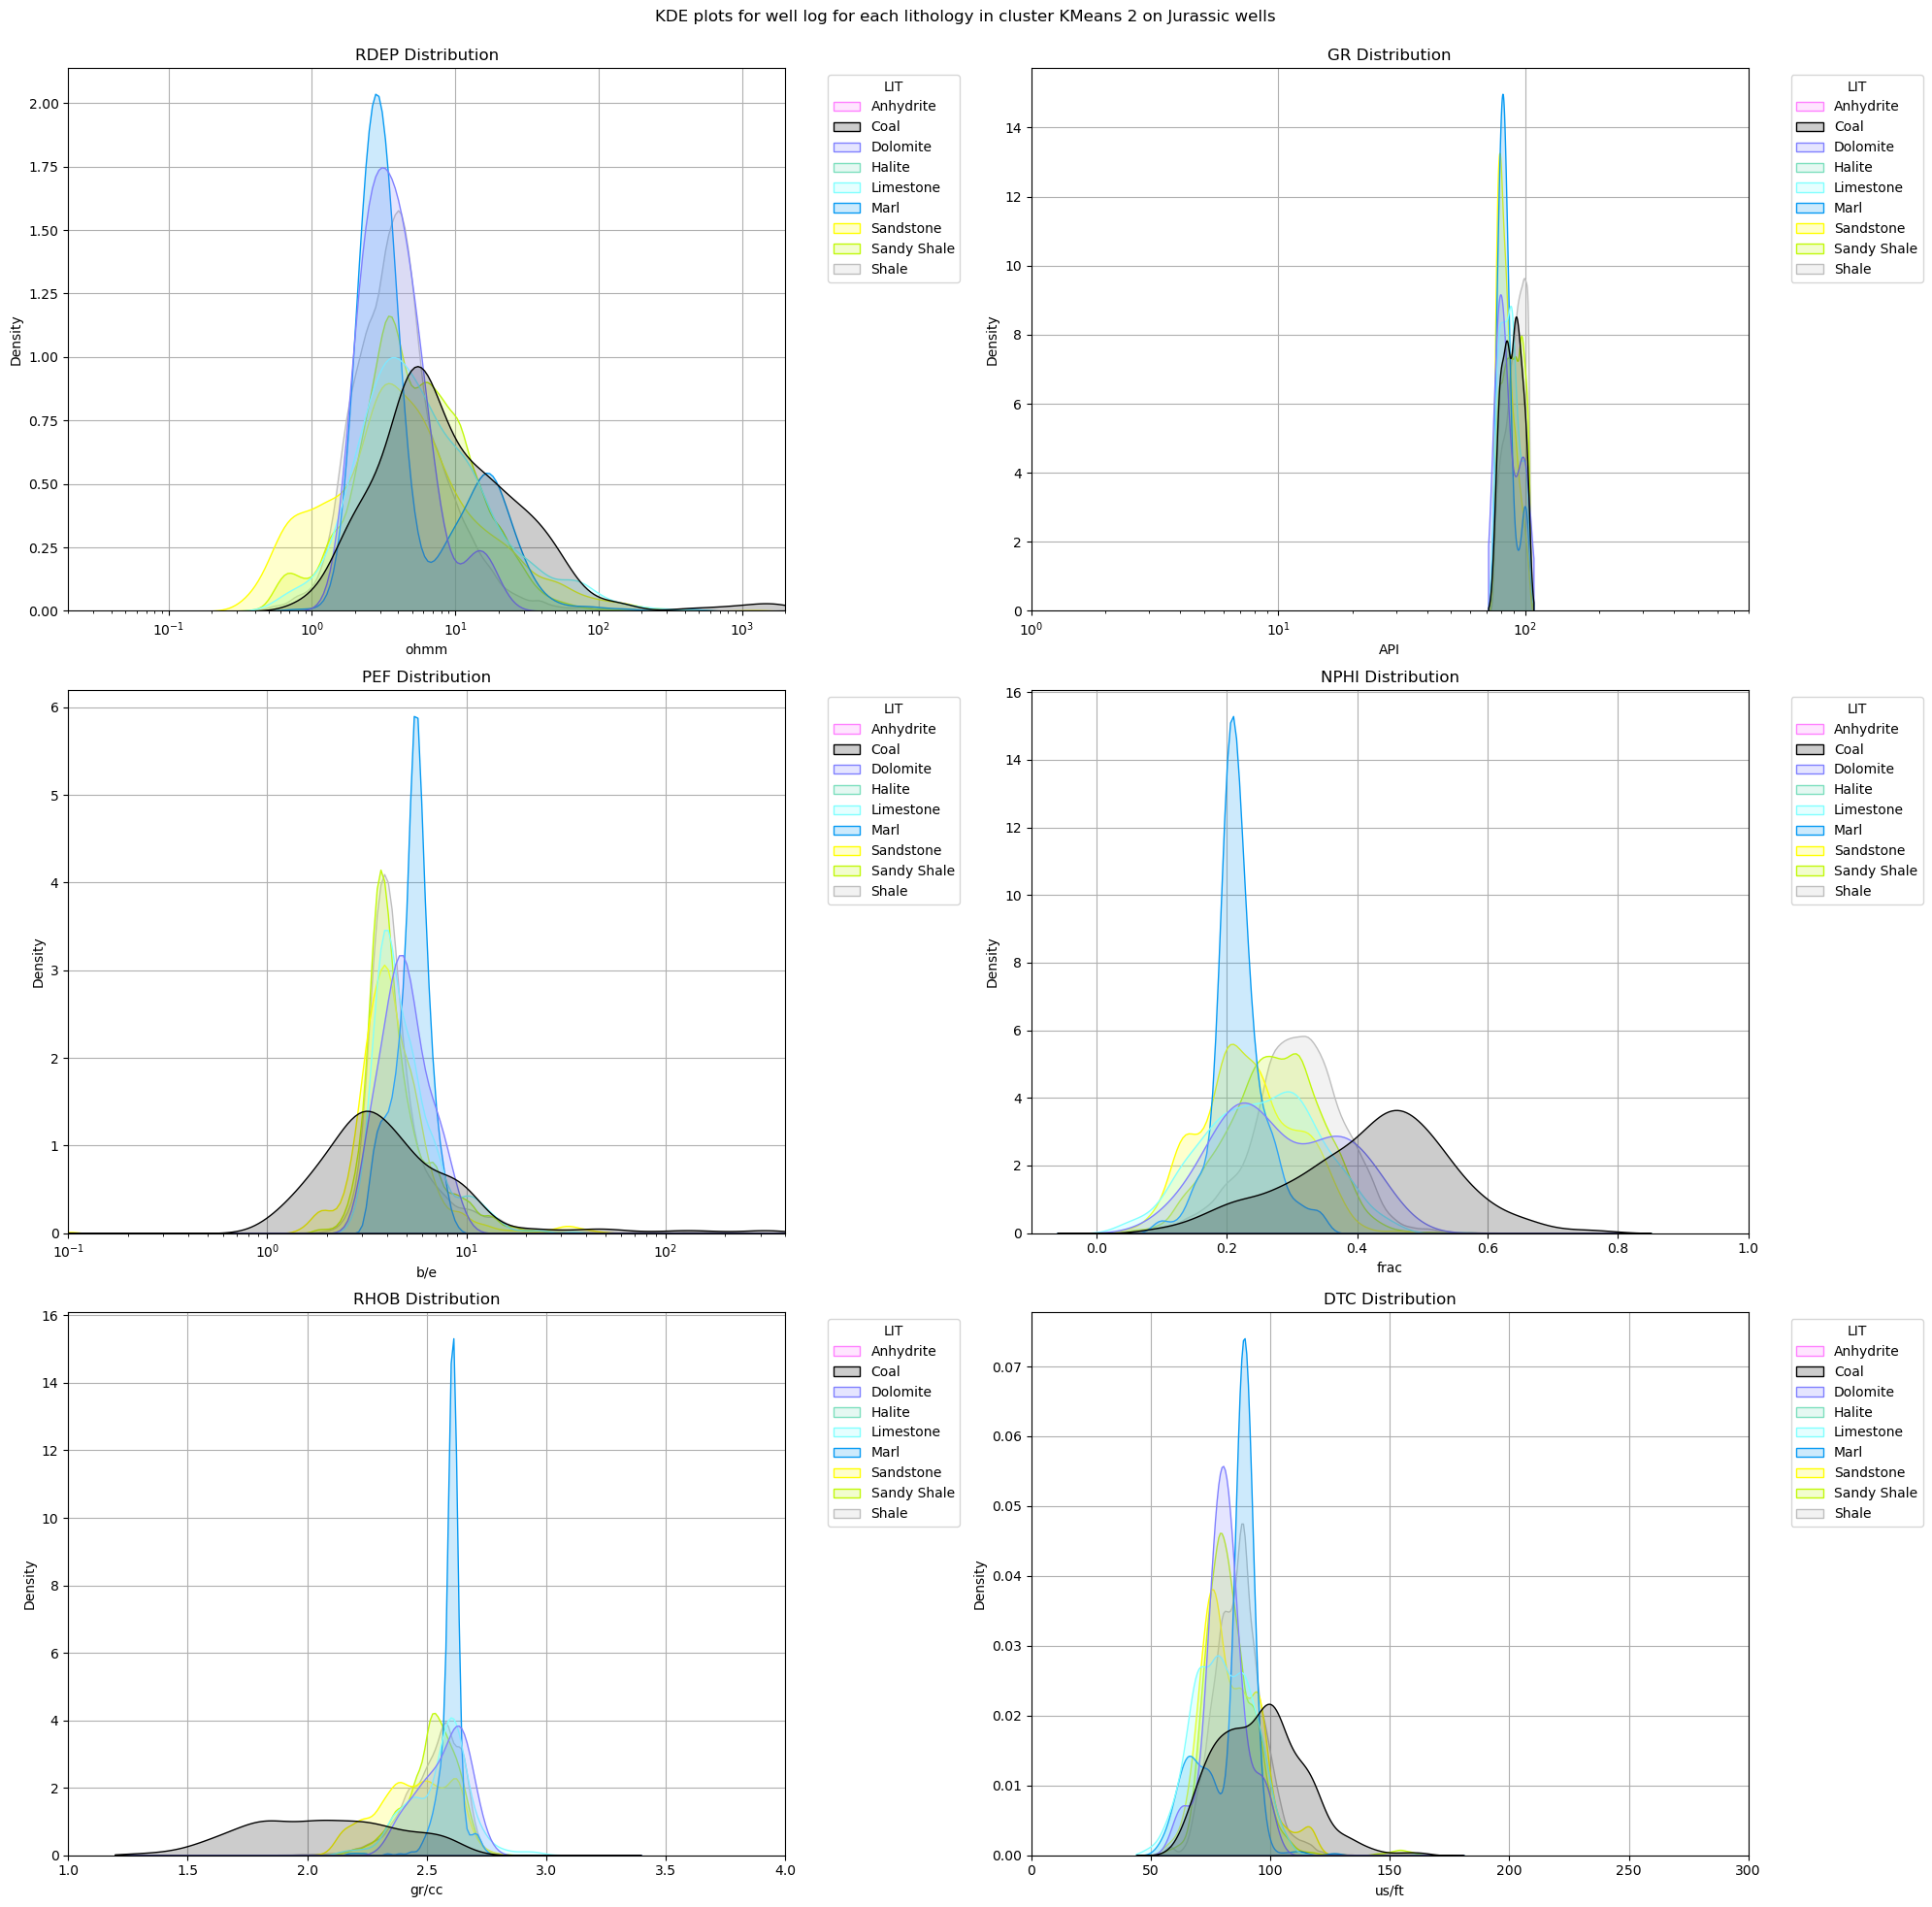 KDE plots for well log for each lithology in cluster KMeans 2 on Jurassic wells
RDEP Distribution
Density
2.00
1.75
1.50
1.25
1.00
0.75
0.50
0.25
0.00
10⁻¹ 10⁰ 10¹ 10² 10³
ohmm
LIT
Anhydrite
Coal
Dolomite
Halite
Limestone
Marl
Sandstone
Sandy Shale
Shale
GR Distribution
Density
14
12
10
8
6
4
2
0
10⁰ 10¹ 10²
API
LIT
Anhydrite
Coal
Dolomite
Halite
Limestone
Marl
Sandstone
Sandy Shale
Shale
PEF Distribution
Density
6
5
4
3
2
1
0
10⁻¹ 10⁰ 10¹ 10²
b/e
LIT
Anhydrite
Coal
Dolomite
Halite
Limestone
Marl
Sandstone
Sandy Shale
Shale
NPHI Distribution
Density
16
14
12
10
8
6
4
2
0
0.0 0.2 0.4 0.6 0.8 1.0
frac
LIT
Anhydrite
Coal
Dolomite
Halite
Limestone
Marl
Sandstone
Sandy Shale
Shale
RHOB Distribution
Density
16
14
12
10
8
6
4
2
0
1.0 1.5 2.0 2.5 3.0 3.5 4.0
gr/cc
LIT
Anhydrite
Coal
Dolomite
Halite
Limestone
Marl
Sandstone
Sandy Shale
Shale
DTC Distribution
Density
0.07
0.06
0.05
0.04
0.03
0.02
0.01
0.00
0 50 100 150 200 250 300
us/ft
LIT
Anhydrite
Coal
Dolomite
Halite
Limestone
Marl
Sandstone
Sandy Shale
Shale